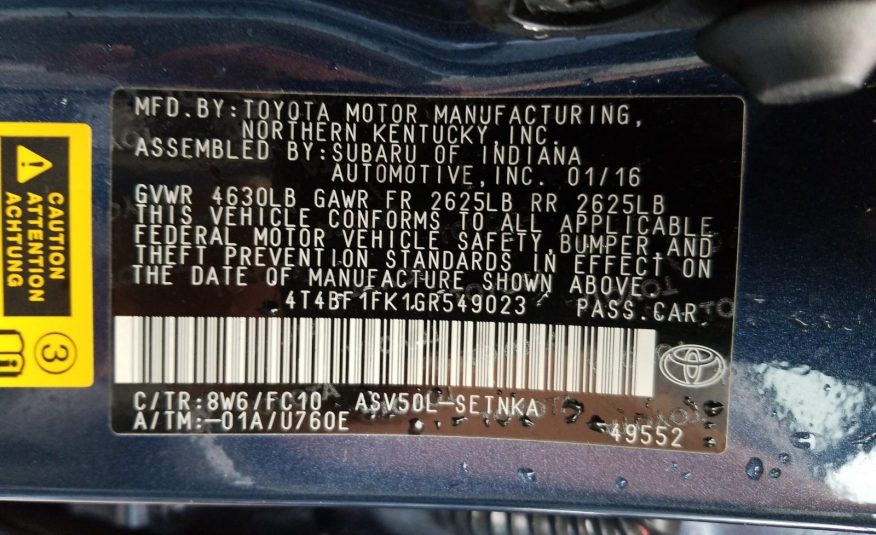 MFD.BY:TOYOTA MOTOR MANUFACTURING,
NORTHERN KENTUCKY,INC.
ASSEMBLED BY:SUBARU OF INDIANA
AUTOMOTIVE,INC. 01/16
GVWR 4630LB GAWR FR 2625LB RR 2625LB
THIS VEHICLE CONFORMS TO ALL APPLICABLE
FEDERAL MOTOR VEHICLE SAFETY,BUMPER AND
THEFT PREVENTION STANDARDS IN EFFECT ON
THE DATE OF MANUFACTURE SHOWN ABOVE.
4T4BF1FK1GR549023 PASS.CAR
C/TR:8W6/FC10 ASV50L-SETNKA
A/TM:-01A/U760E
49552
CAUTION
ATTENTION
ACHTUNG
3